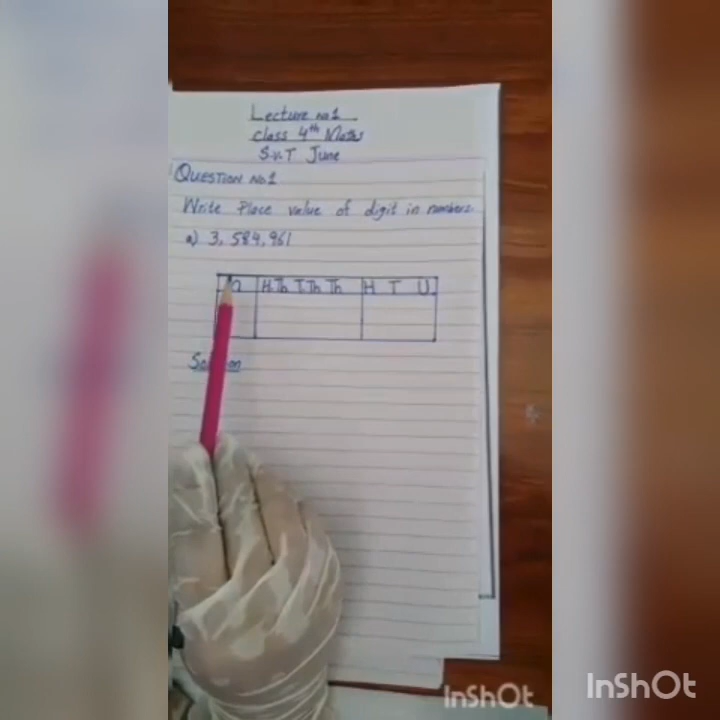 Lecture no 1
Class 4th Maths
S.V.T June
QUESTION NO.1
Write Place value of digit in numbers.
a) 3, 584, 961
H.Th T.Th Th H T U.
InShOt
InShOt